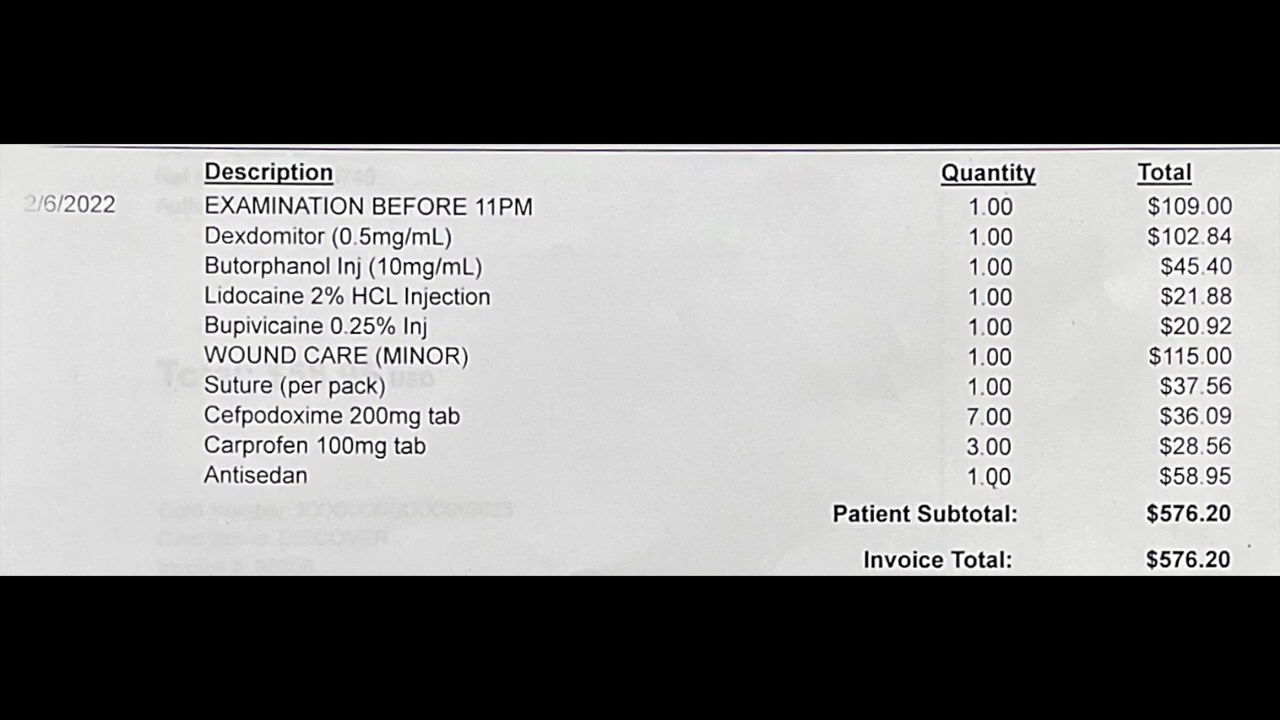 Description Quantity Total
2/6/2022 EXAMINATION BEFORE 11PM 1.00 $109.00
Dexdomitor (0.5mg/mL) 1.00 $102.84
Butorphanol Inj (10mg/mL) 1.00 $45.40
Lidocaine 2% HCL Injection 1.00 $21.88
Bupivicaine 0.25% Inj 1.00 $20.92
WOUND CARE (MINOR) 1.00 $115.00
Suture (per pack) 1.00 $37.56
Cefpodoxime 200mg tab 7.00 $36.09
Carprofen 100mg tab 3.00 $28.56
Antisedan 1.00 $58.95
Patient Subtotal: $576.20
Invoice Total: $576.20